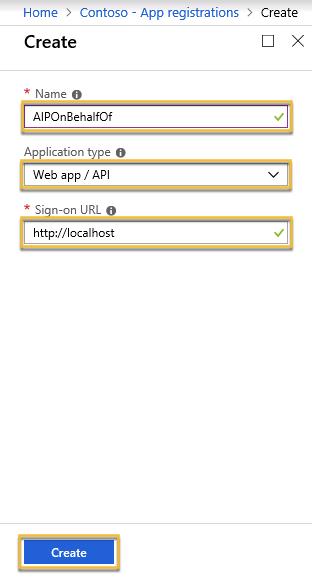 Home > Contoso - App registrations > Create
Create
* Name
AIPOnBehalfOf
Application type
Web app / API
* Sign-on URL
http://localhost
Create